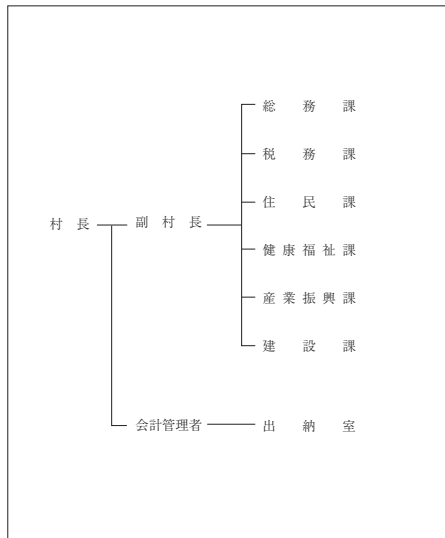 総務課
税務課
住民課
村長 副村長
健康福祉課
産業振興課
建設課
会計管理者 出納室